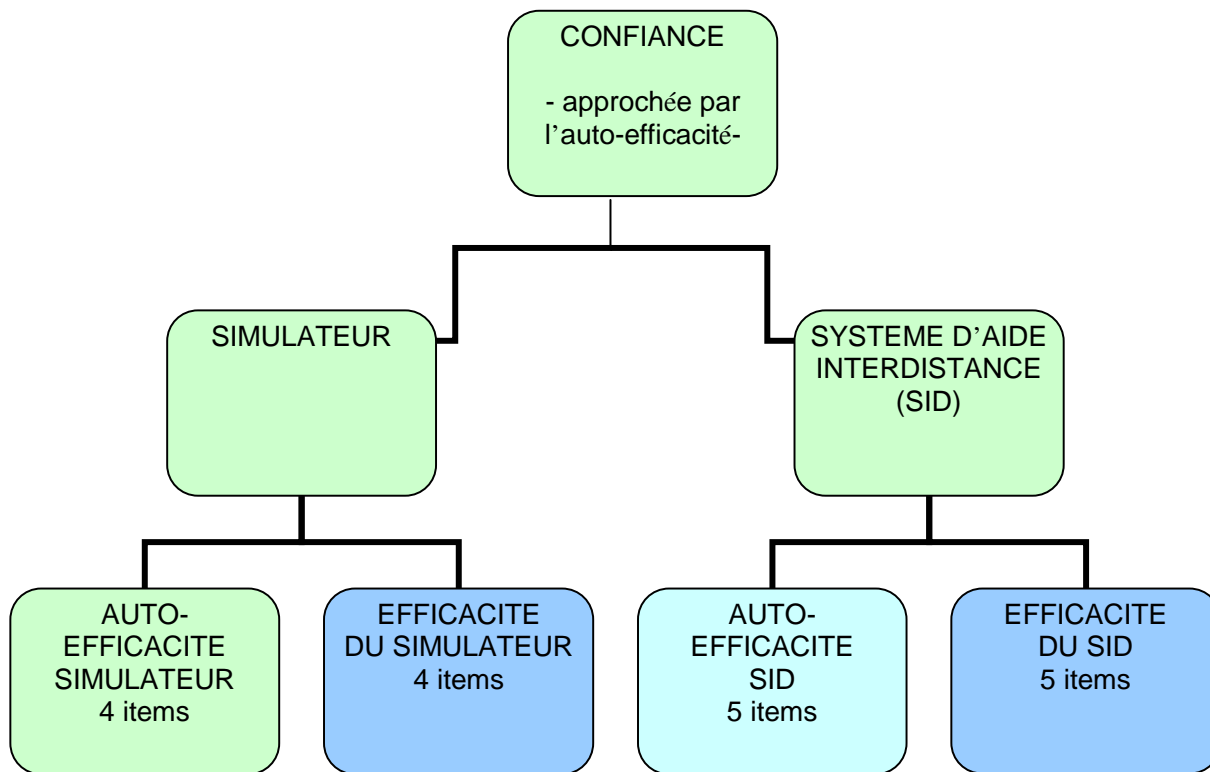 CONFIANCE
- approchée par
l’auto-efficacité-
SIMULATEUR
SYSTEME D’AIDE
INTERDISTANCE
(SID)
AUTO-
EFFICACITE
SIMULATEUR
4 items
EFFICACITE
DU SIMULATEUR
4 items
AUTO-
EFFICACITE
SID
5 items
EFFICACITE
DU SID
5 items